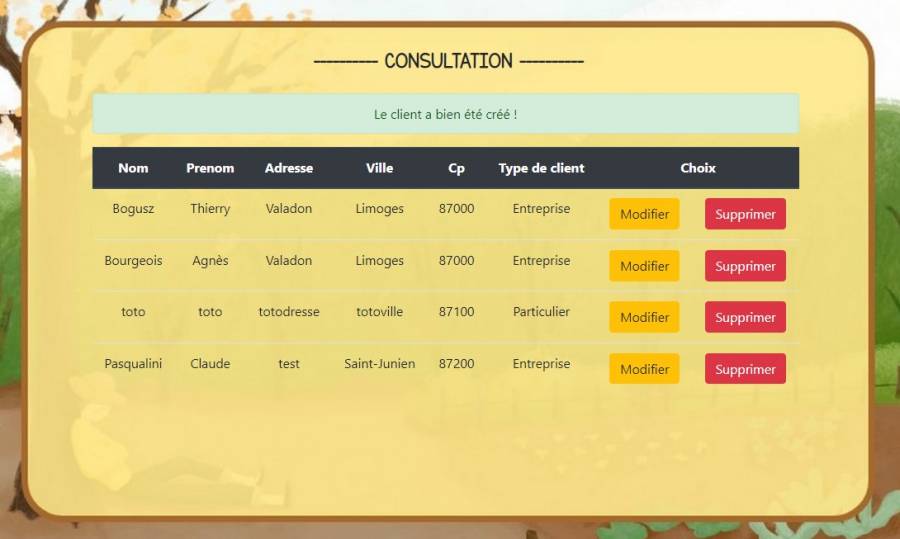 ---------- CONSULTATION ----------
Le client a bien été créé !
Nom Prenom Adresse Ville Cp Type de client Choix
Bogusz Thierry Valadon Limoges 87000 Entreprise Modifier Supprimer
Bourgeois Agnès Valadon Limoges 87000 Entreprise Modifier Supprimer
toto toto totodresse totoville 87100 Particulier Modifier Supprimer
Pasqualini Claude test Saint-Junien 87200 Entreprise Modifier Supprimer